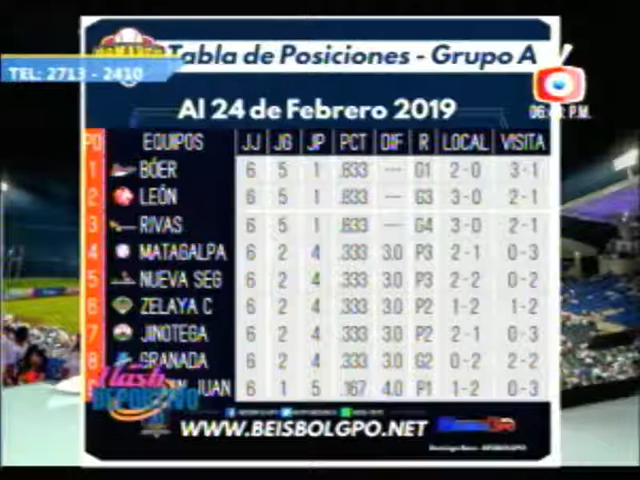 Tabla de Posiciones - Grupo A
TEL: 2713 - 2410
Al 24 de Febrero 2019
PO EQUIPOS JJ JG JP PCT DIF R LOCAL VISITA
1 BÓER 6 5 1 .833 --- G1 2-0 3-1
2 LEÓN 6 5 1 .833 --- G3 3-0 2-1
3 RIVAS 6 5 1 .833 --- G4 3-0 2-1
4 MATAGALPA 6 2 4 .333 3.0 P3 2-1 0-3
5 NUEVA SEG 6 2 4 .333 3.0 P3 2-2 0-2
6 ZELAYA C 6 2 4 .333 3.0 P2 1-2 1-2
7 JINOTEGA 6 2 4 .333 3.0 P2 2-1 0-3
8 GRANADA 6 2 4 .333 3.0 G2 0-2 2-2
JUAN 6 1 5 .167 4.0 P1 1-2 0-3
Flash
DEPORTIVO
WWW.BEISBOLGPO.NET